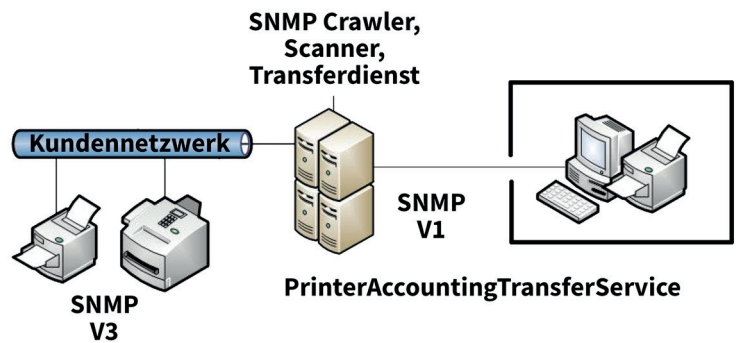 SNMP Crawler,
Scanner,
Transferdienst
Kundennetzwerk
SNMP
V1
PrinterAccountingTransferService
SNMP
V3